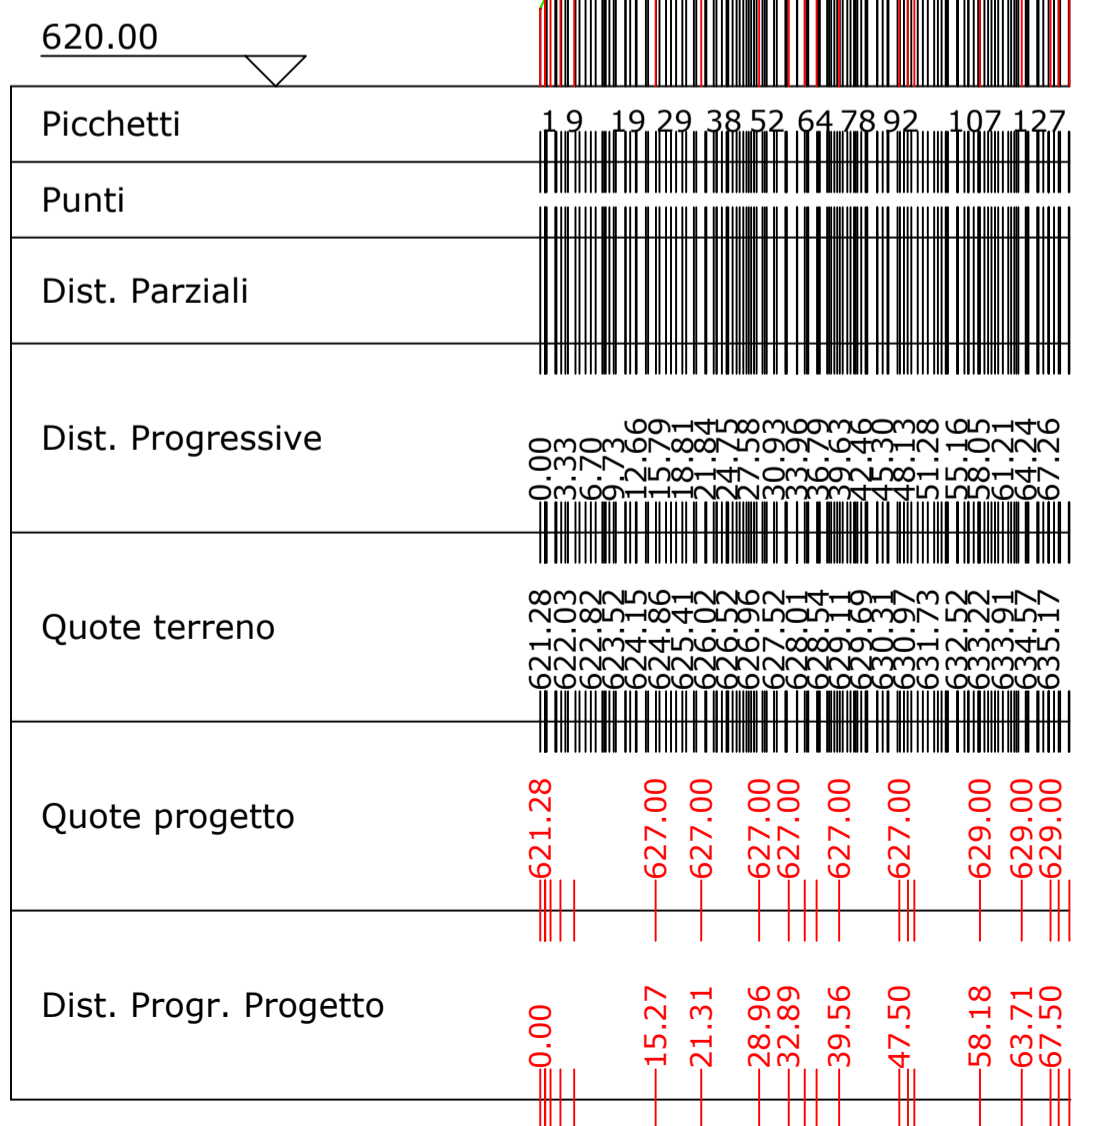 620.00
Picchetti 1 9 19 29 38 52 64 78 92 107 127
Punti
Dist. Parziali
Dist. Progressive 0.00 3.33 6.70 9.73 12.66 15.79 18.81 21.84 24.75 27.58 30.93 33.96 36.79 39.63 42.46 45.30 48.13 51.28 55.16 58.05 61.21 64.24 67.26
Quote terreno 621.28 622.03 622.82 623.52 624.15 624.86 625.41 626.02 626.52 626.96 627.52 628.01 628.54 629.11 629.69 630.31 630.97 631.73 632.52 633.22 633.91 634.57 635.17
Quote progetto 621.28 627.00 627.00 627.00 627.00 627.00 627.00 629.00 629.00 629.00
Dist. Progr. Progetto 0.00 15.27 21.31 28.96 32.89 39.56 47.50 58.18 63.71 67.50